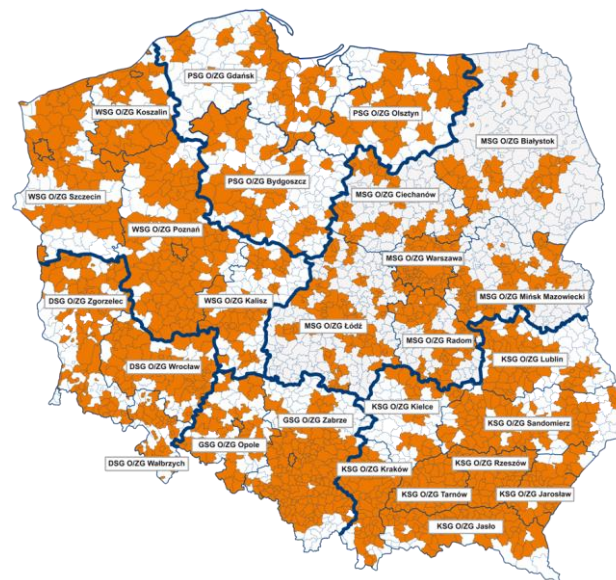 PSG O/ZG Gdańsk
PSG O/ZG Olsztyn
WSG O/ZG Koszalin
MSG O/ZG Białystok
PSG O/ZG Bydgoszcz
MSG O/ZG Ciechanów
WSG O/ZG Szczecin
WSG O/ZG Poznań
MSG O/ZG Warszawa
DSG O/ZG Zgorzelec
WSG O/ZG Kalisz
MSG O/ZG Mińsk Mazowiecki
MSG O/ZG Łódź
MSG O/ZG Radom
KSG O/ZG Lublin
DSG O/ZG Wrocław
KSG O/ZG Kielce
GSG O/ZG Zabrze
KSG O/ZG Sandomierz
GSG O/ZG Opole
DSG O/ZG Wałbrzych
KSG O/ZG Kraków
KSG O/ZG Rzeszów
KSG O/ZG Tarnów
KSG O/ZG Jarosław
KSG O/ZG Jasło